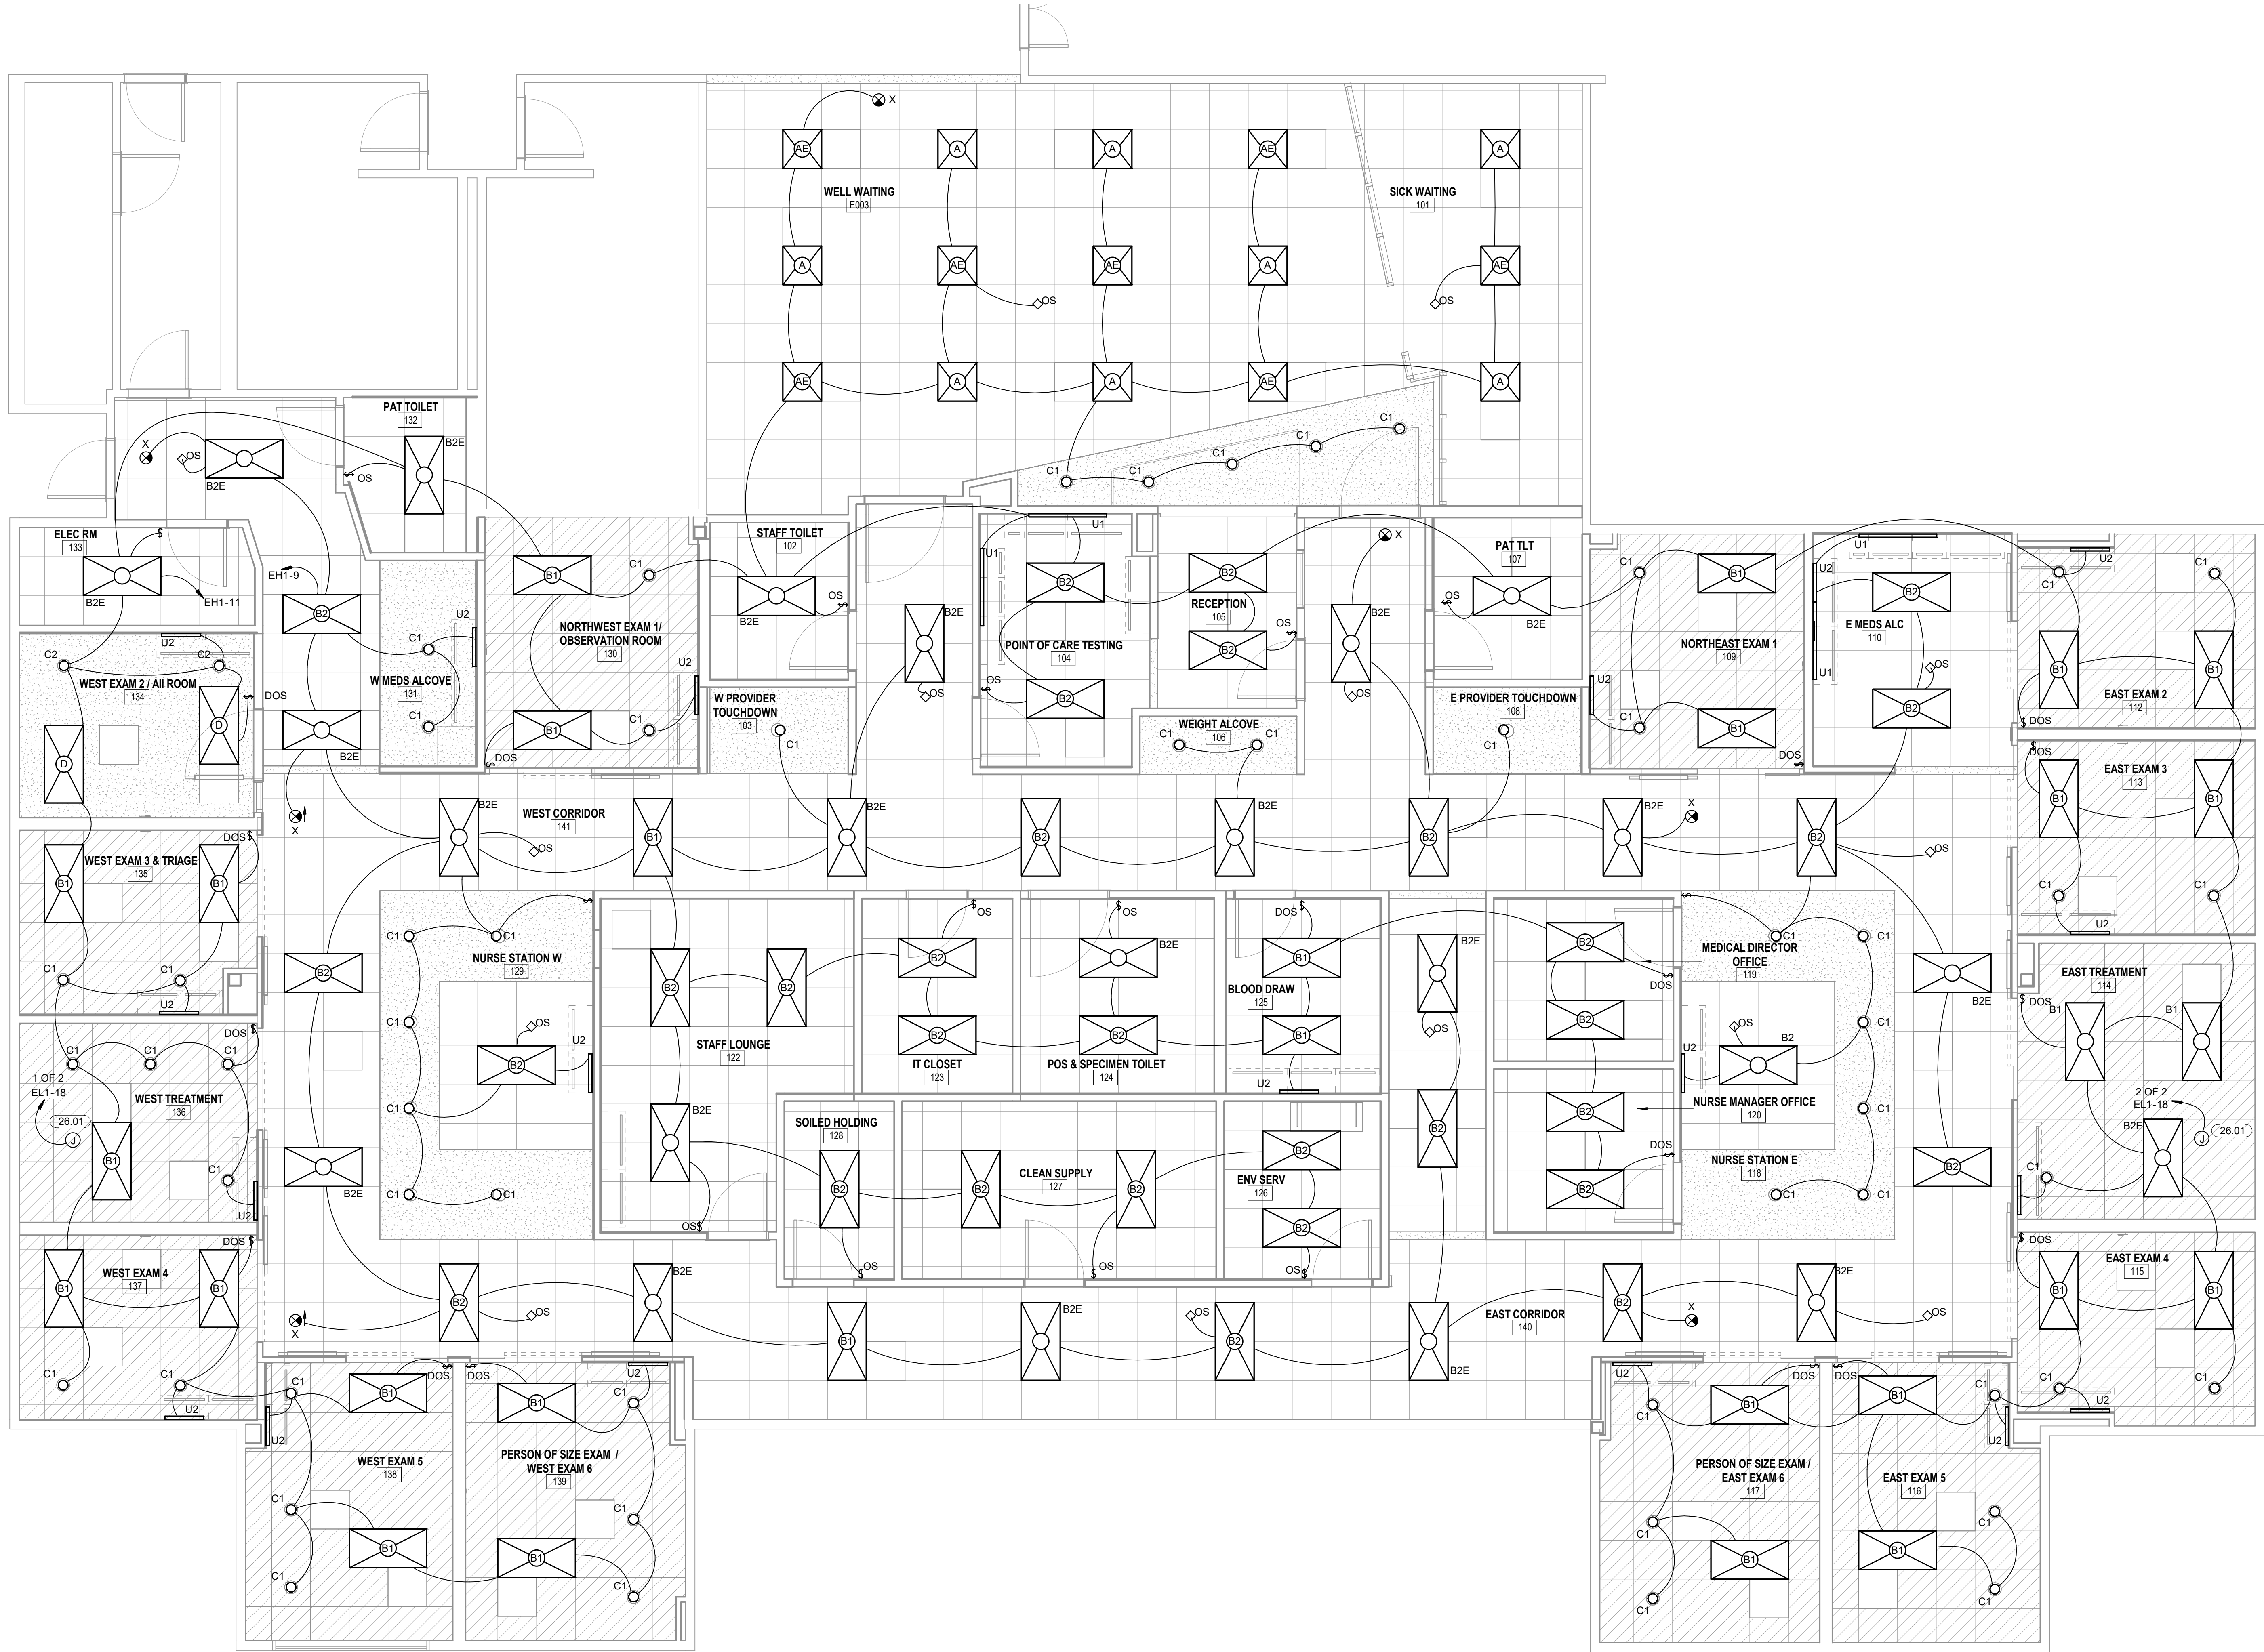 X
AE
A
A
AE
A
WELL WAITING
E003
SICK WAITING
101
A
AE
AE
A
AE
OS
OS
AE
A
A
AE
A
PAT TOILET
132
C1
C1
C1
C1
C1
X
OS
B2E
B2E
OS
ELEC RM
133
B2E
EH1-11
EH1-9
B2
STAFF TOILET
102
OS
B2E
U1
U1
B2
POINT OF CARE TESTING
104
OS
B2
B2
RECEPTION
105
OS
B2
X
B2E
OS
B2E
OS
PAT TLT
107
OS
B2E
C1
B1
NORTHEAST EXAM 1
109
U2
C1
B1
DOS
U1
U2
B2
E MEDS ALC
110
OS
U1
B2
C1
U2
C1
B1
B1
EAST EXAM 2
112
DOS
B1
C1
NORTHWEST EXAM 1/
OBSERVATION ROOM
130
U2
B1
C1
DOS
U2
C1
W MEDS ALCOVE
131
C1
B2E
X
U2
C2
C2
WEST EXAM 2 / AII ROOM
134
DOS
D
D
W PROVIDER
TOUCHDOWN
103
C1
WEIGHT ALCOVE
106
C1
C1
E PROVIDER TOUCHDOWN
108
C1
DOS
EAST EXAM 3
113
B1
B1
C1
C1
U2
B2E
OS
WEST CORRIDOR
141
B1
B2E
B2
B2E
B2
B2E
X
B2
OS
DOS
WEST EXAM 3 & TRIAGE
135
B1
B1
C1
C1
U2
C1
C1
NURSE STATION W
129
B2
C1
OS
U2
B2
C1
C1
C1
B2E
B2
B2
STAFF LOUNGE
122
B2E
OS
OS
B2
B2
IT CLOSET
123
OS
B2E
B2
POS & SPECIMEN TOILET
124
DOS
B1
BLOOD DRAW
125
B1
U2
B2E
OS
B2
B2
DOS
B2
C1
C1
MEDICAL DIRECTOR
OFFICE
119
OS
C1
U2
B2
C1
NURSE MANAGER OFFICE
120
B2
DOS
B2
NURSE STATION E
118
C1
C1
B2E
B2
EAST TREATMENT
114
DOS
B1
B1
2 OF 2
EL1-18
B2E
J
26.01
C1
DOS
C1
C1
C1
1 OF 2
EL1-18
WEST TREATMENT
136
26.01
J
B1
C1
U2
SOILED HOLDING
128
B2
OS
CLEAN SUPPLY
127
B2
B2
OS
B2
ENV SERV
126
B2
OS
DOS
WEST EXAM 4
137
B1
B1
C1
C1
U2
X
B2
OS
B2E
B1
B2E
OS
B2
B2E
EAST CORRIDOR
140
B2
X
B2E
OS
DOS
EAST EXAM 4
115
B1
B1
C1
C1
U2
C1
B1
DOS
U2
WEST EXAM 5
138
C1
B1
C1
DOS
B1
U2
C1
PERSON OF SIZE EXAM /
WEST EXAM 6
139
C1
B1
C1
U2
C1
DOS
B1
PERSON OF SIZE EXAM /
EAST EXAM 6
117
C1
B1
C1
DOS
B1
C1
U2
EAST EXAM 5
116
C1
B1
C1